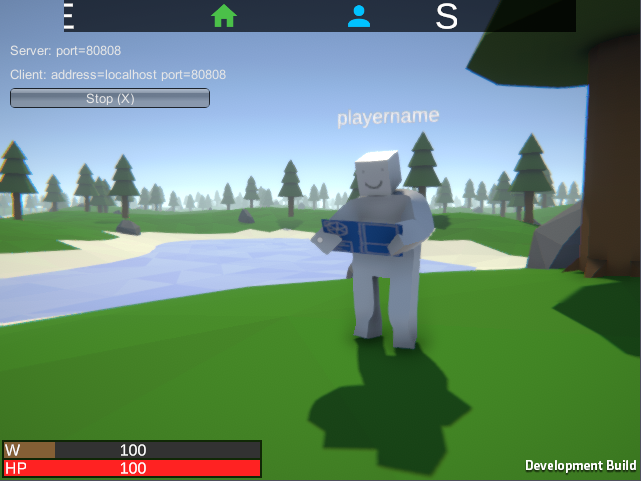 E S
Server: port=80808
Client: address=localhost port=80808
Stop (X)
playername
W 100
HP 100
Development Build